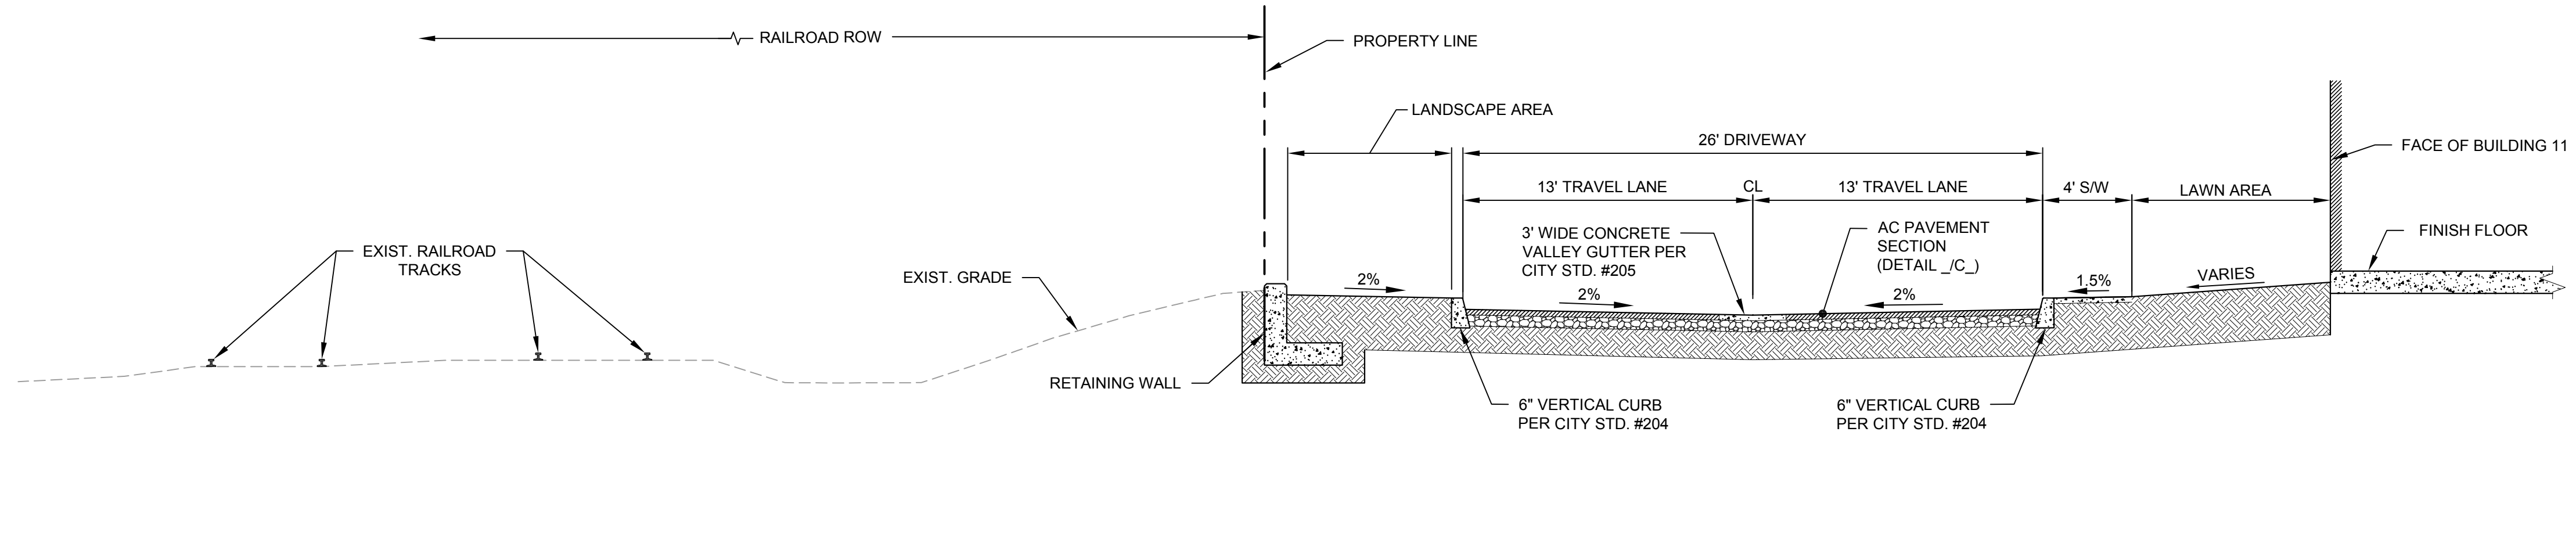 RAILROAD ROW
PROPERTY LINE
LANDSCAPE AREA
26' DRIVEWAY
FACE OF BUILDING 11
13' TRAVEL LANE
CL
13' TRAVEL LANE
4' S/W
LAWN AREA
3' WIDE CONCRETE
VALLEY GUTTER PER
CITY STD. #205
AC PAVEMENT
SECTION
(DETAIL _/C_)
FINISH FLOOR
EXIST. RAILROAD
TRACKS
EXIST. GRADE
2%
2%
2%
1.5%
VARIES
RETAINING WALL
6" VERTICAL CURB
PER CITY STD. #204
6" VERTICAL CURB
PER CITY STD. #204